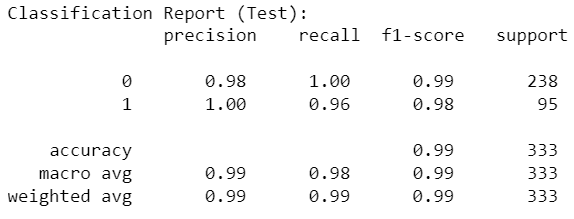 Classification Report (Test):
precision recall f1-score support
0 0.98 1.00 0.99 238
1 1.00 0.96 0.98 95
accuracy 0.99 333
macro avg 0.99 0.98 0.99 333
weighted avg 0.99 0.99 0.99 333